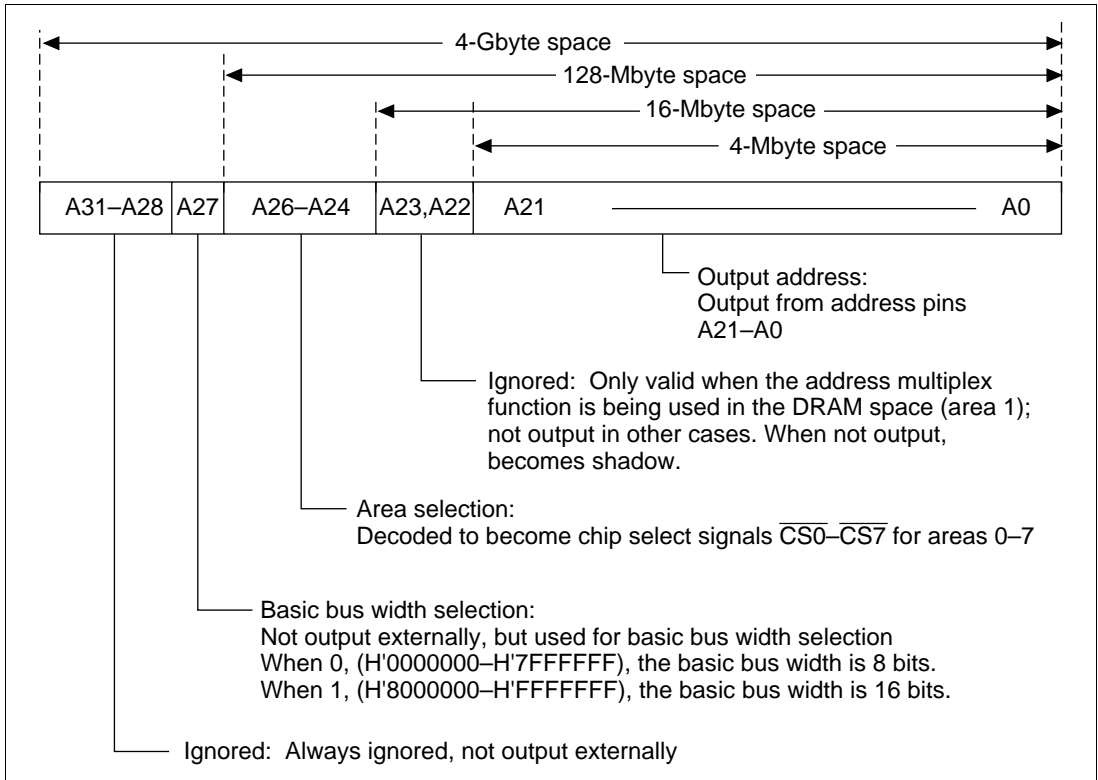 4-Gbyte space
128-Mbyte space
16-Mbyte space
4-Mbyte space
A31–A28 A27 A26–A24 A23,A22 A21 A0
Output address:
Output from address pins
A21–A0
Ignored: Only valid when the address multiplex
function is being used in the DRAM space (area 1);
not output in other cases. When not output,
becomes shadow.
Area selection:
Decoded to become chip select signals C̅S̅0̅–C̅S̅7̅ for areas 0–7
Basic bus width selection:
Not output externally, but used for basic bus width selection
When 0, (H'0000000–H'7FFFFFF), the basic bus width is 8 bits.
When 1, (H'8000000–H'FFFFFFF), the basic bus width is 16 bits.
Ignored: Always ignored, not output externally